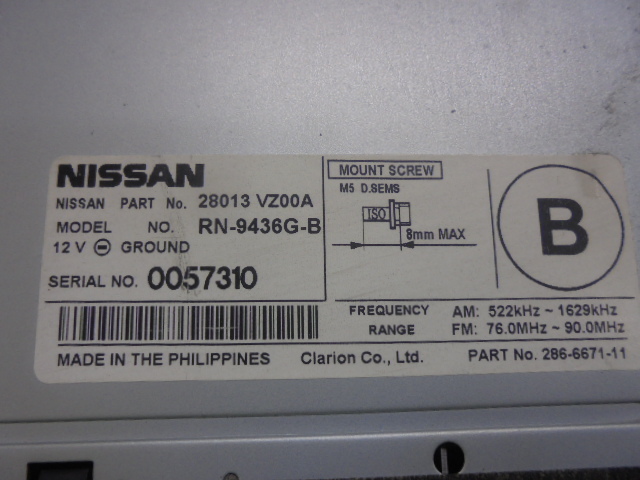 NISSAN
NISSAN PART No. 28013 VZ00A
MODEL NO. RN-9436G-B
12 V ⊖ GROUND
SERIAL NO. 0057310
MOUNT SCREW
M5 D.SEMS
ISO
8mm MAX
B
FREQUENCY RANGE AM: 522kHz ~ 1629kHz
FM: 76.0MHz ~ 90.0MHz
MADE IN THE PHILIPPINES Clarion Co., Ltd. PART No. 286-6671-11